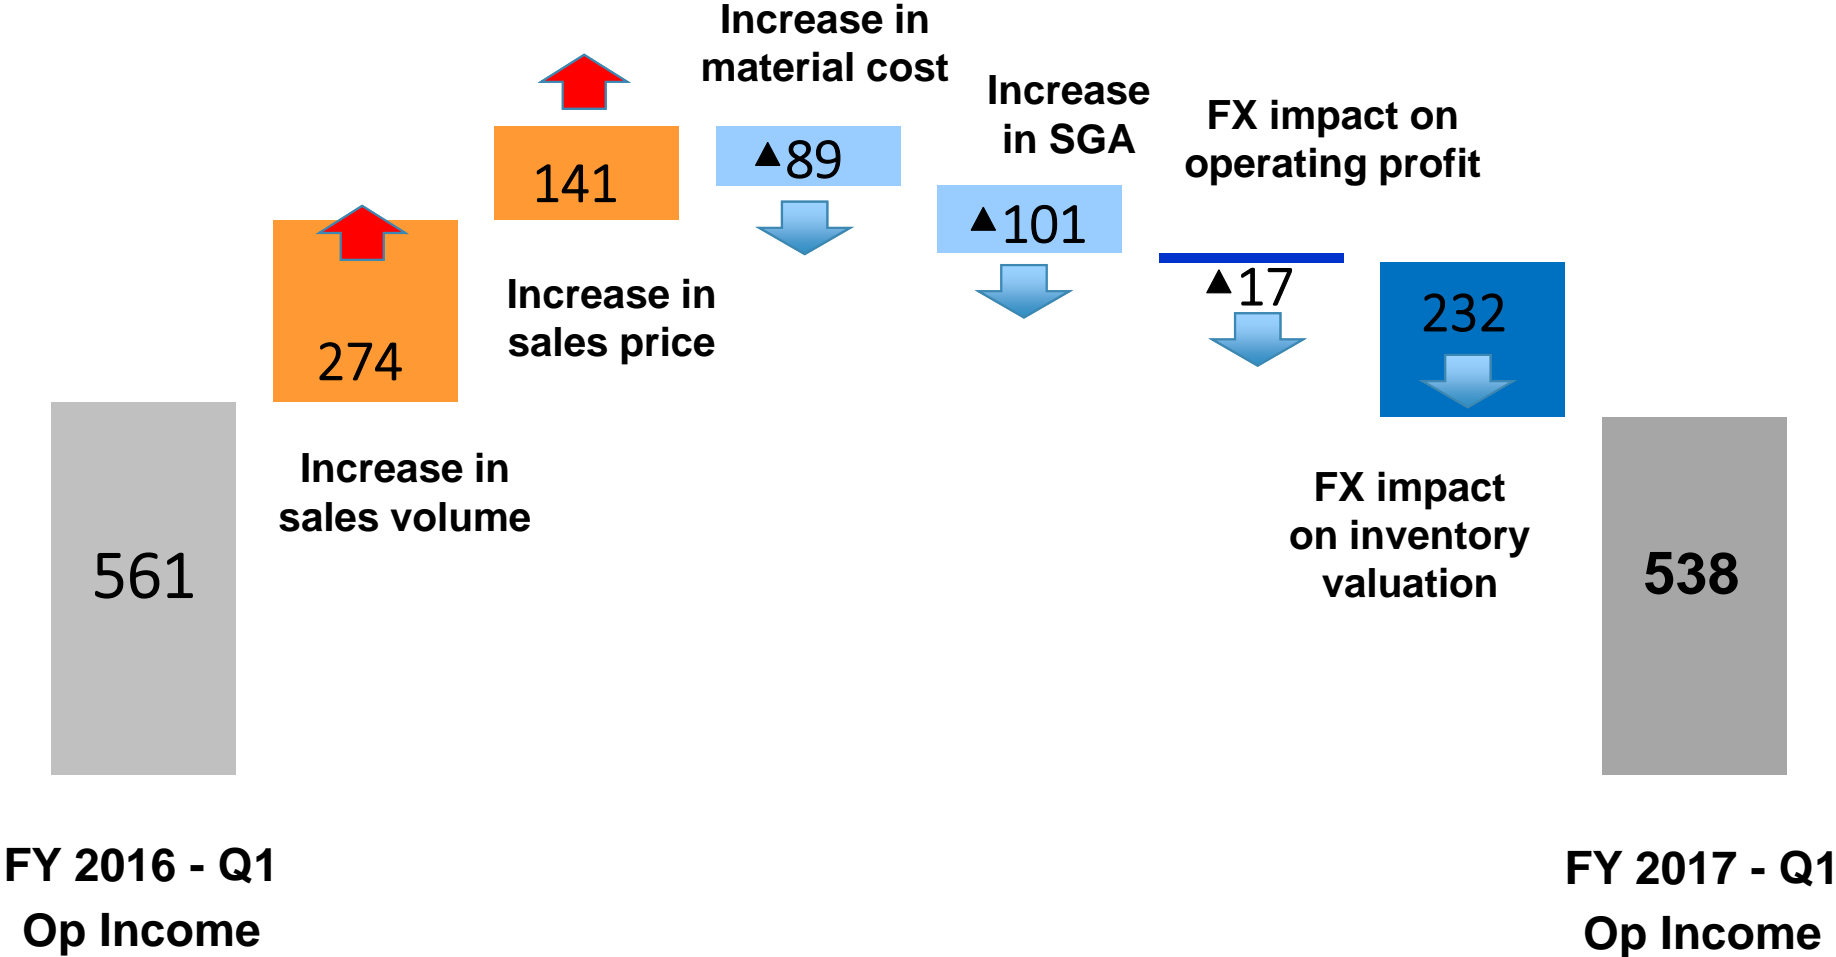 Increase in
material cost
Increase
in SGA
FX impact on
operating profit
141
▲89
▲101
▲17
232
274
Increase in
sales price
Increase in
sales volume
FX impact
on inventory
valuation
561
538
FY 2016 - Q1
Op Income
FY 2017 - Q1
Op Income